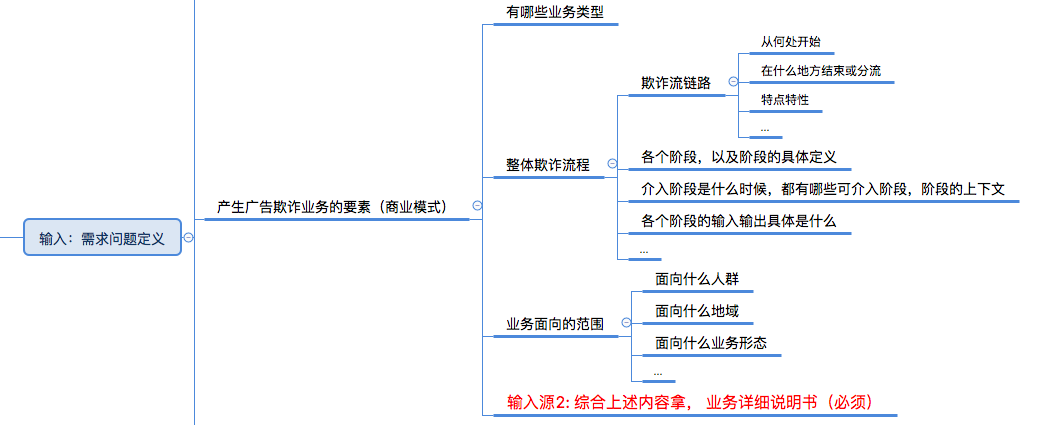 有哪些业务类型
从何处开始
欺诈流链路
在什么地方结束或分流
特点特性
...
整体欺诈流程
各个阶段，以及阶段的具体定义
介入阶段是什么时候，都有哪些可介入阶段，阶段的上下文
产生广告欺诈业务的要素（商业模式）
各个阶段的输入输出具体是什么
输入：需求问题定义
...
面向什么人群
面向什么地域
业务面向的范围
面向什么业务形态
...
输入源2: 综合上述内容拿， 业务详细说明书（必须）